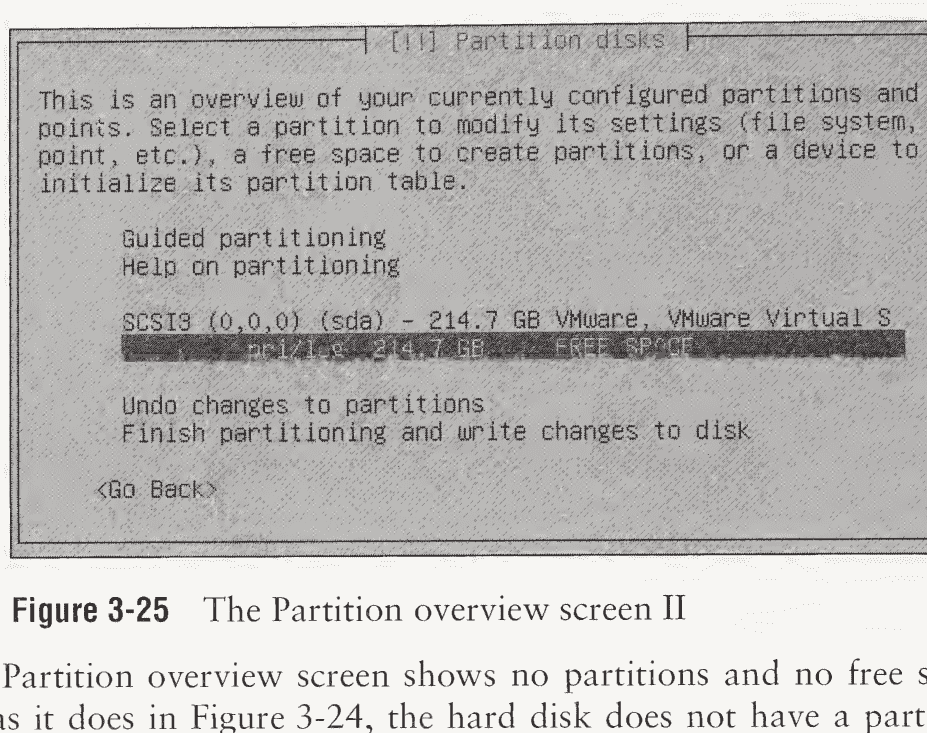 [!!] Partition disks
This is an overview of your currently configured partitions and
points. Select a partition to modify its settings (file system,
point, etc.), a free space to create partitions, or a device to
initialize its partition table.
Guided partitioning
Help on partitioning
SCSI3 (0,0,0) (sda) - 214.7 GB VMware, VMware Virtual S
pri/log 214.7 GB FREE SPACE
Undo changes to partitions
Finish partitioning and write changes to disk
<Go Back>
Figure 3-25 The Partition overview screen II
Partition overview screen shows no partitions and no free s
as it does in Figure 3-24, the hard disk does not have a part